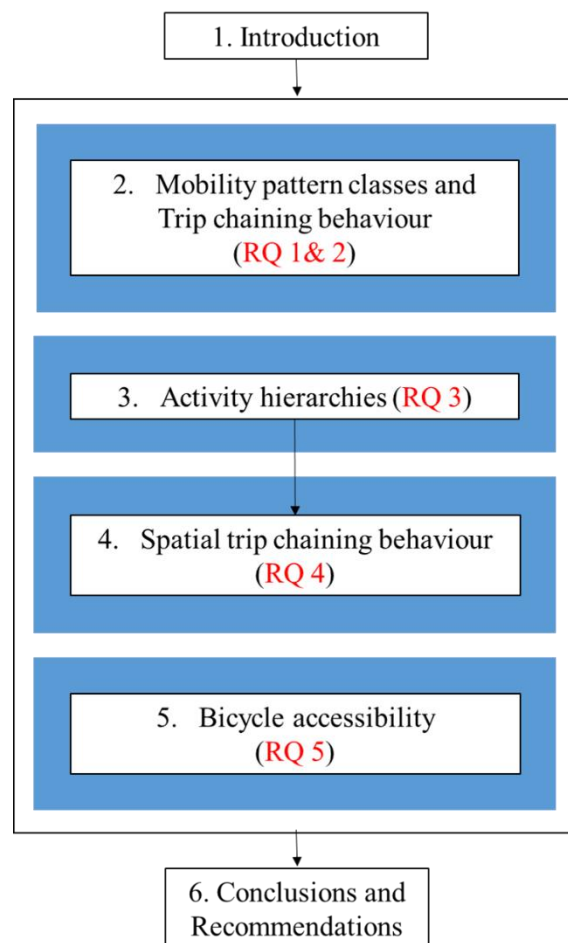 1. Introduction
2. Mobility pattern classes and
Trip chaining behaviour
(RQ 1& 2)
3. Activity hierarchies (RQ 3)
4. Spatial trip chaining behaviour
(RQ 4)
5. Bicycle accessibility
(RQ 5)
6. Conclusions and
Recommendations